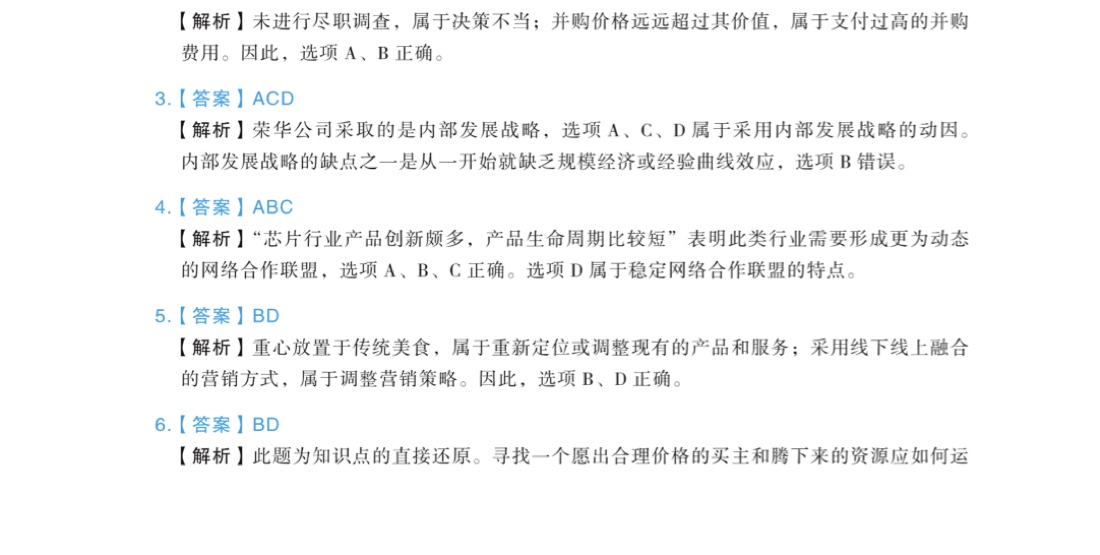 【解析】未进行尽职调查，属于决策不当；并购价格远远超过其价值，属于支付过高的并购
费用。因此，选项 A、B 正确。
3.【答案】ACD
【解析】荣华公司采取的是内部发展战略，选项 A、C、D 属于采用内部发展战略的动因。
内部发展战略的缺点之一是从一开始就缺乏规模经济或经验曲线效应，选项 B 错误。
4.【答案】ABC
【解析】“芯片行业产品创新颇多，产品生命周期比较短”表明此类行业需要形成更为动态
的网络合作联盟，选项 A、B、C 正确。选项 D 属于稳定网络合作联盟的特点。
5.【答案】BD
【解析】重心放置于传统美食，属于重新定位或调整现有的产品和服务；采用线下线上融合
的营销方式，属于调整营销策略。因此，选项 B、D 正确。
6.【答案】BD
【解析】此题为知识点的直接还原。寻找一个愿出合理价格的买主和腾下来的资源应如何运